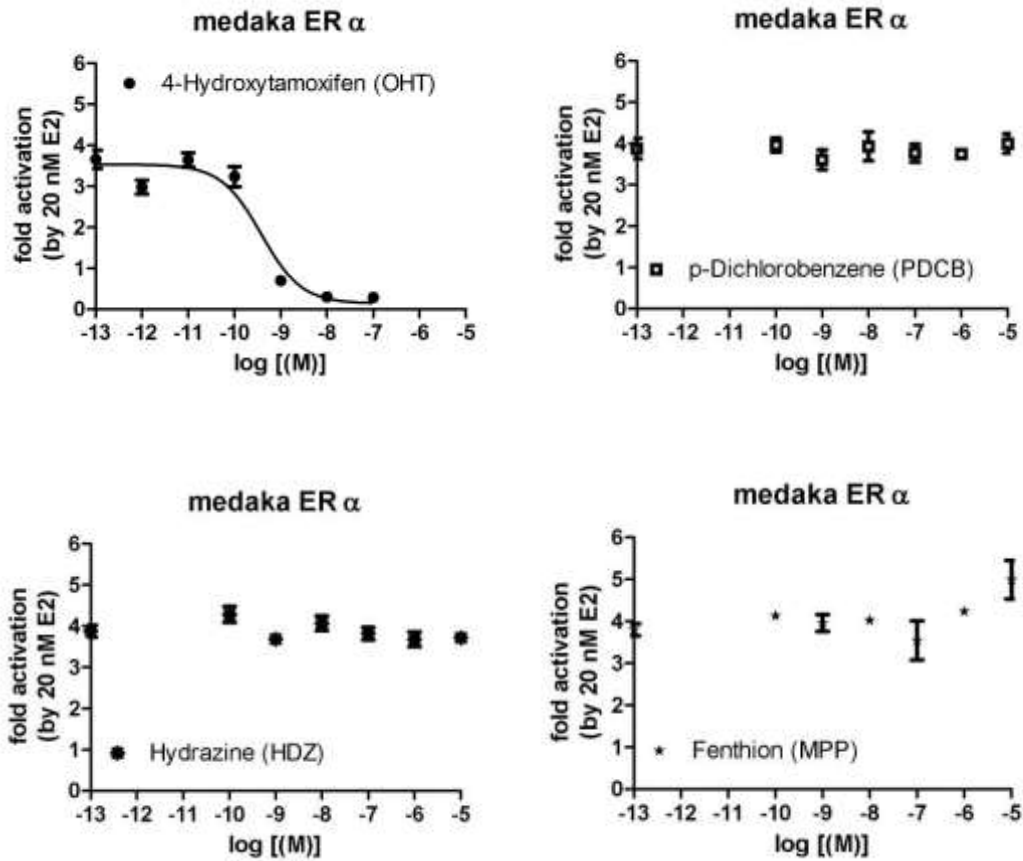 medaka ER α
fold activation
(by 20 nM E2)
6
5
4
3
2
1
0
4-Hydroxytamoxifen (OHT)
-13 -12 -11 -10 -9 -8 -7 -6 -5
log [(M)]
medaka ER α
fold activation
(by 20 nM E2)
6
5
4
3
2
1
0
p-Dichlorobenzene (PDCB)
-13 -12 -11 -10 -9 -8 -7 -6 -5
log [(M)]
medaka ER α
fold activation
(by 20 nM E2)
6
5
4
3
2
1
0
Hydrazine (HDZ)
-13 -12 -11 -10 -9 -8 -7 -6 -5
log [(M)]
medaka ER α
fold activation
(by 20 nM E2)
6
5
4
3
2
1
0
Fenthion (MPP)
-13 -12 -11 -10 -9 -8 -7 -6 -5
log [(M)]